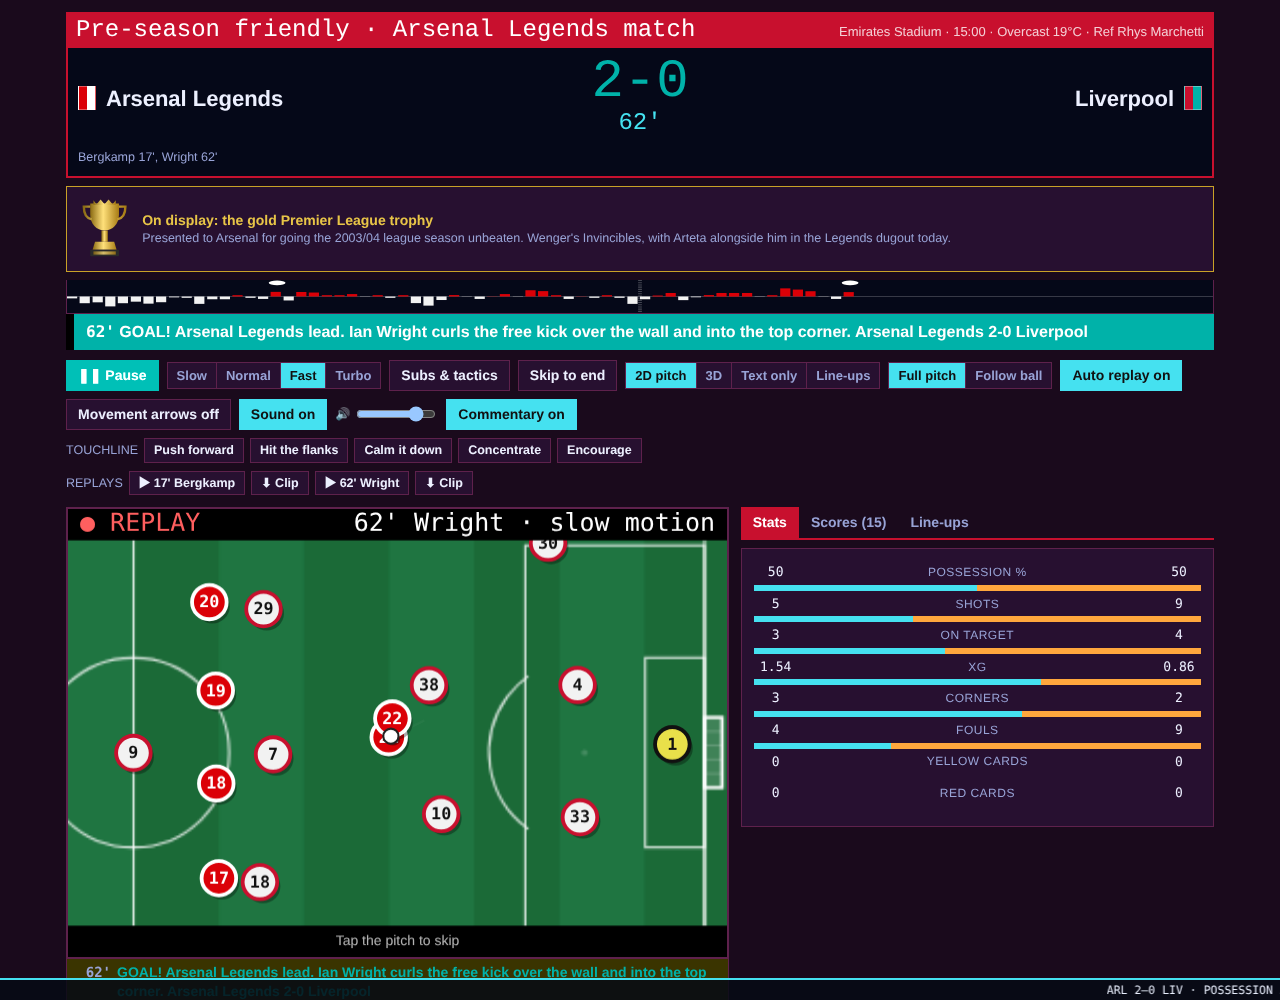 Pre-season friendly · Arsenal Legends match
Emirates Stadium · 15:00 · Overcast 19°C · Ref Rhys Marchetti
Arsenal Legends
2-0
Liverpool
62'
Bergkamp 17', Wright 62'
On display: the gold Premier League trophy
Presented to Arsenal for going the 2003/04 league season unbeaten. Wenger's Invincibles, with Arteta alongside him in the Legends dugout today.
62' GOAL! Arsenal Legends lead. Ian Wright curls the free kick over the wall and into the top corner. Arsenal Legends 2-0 Liverpool
❚❚ Pause
Slow Normal Fast Turbo
Subs & tactics
Skip to end
2D pitch 3D Text only Line-ups
Full pitch Follow ball
Auto replay on
Movement arrows off
Sound on
Commentary on
TOUCHLINE Push forward Hit the flanks Calm it down Concentrate Encourage
REPLAYS ▶ 17' Bergkamp ⬇ Clip ▶ 62' Wright ⬇ Clip
● REPLAY 62' Wright · slow motion
30
20 29
19 38 4
22
9 7 1
18 10 33
17 18
Tap the pitch to skip
62' GOAL! Arsenal Legends lead. Ian Wright curls the free kick over the wall and into the top
corner. Arsenal Legends 2-0 Liverpool
Stats Scores (15) Line-ups
50 POSSESSION % 50
5 SHOTS 9
3 ON TARGET 4
1.54 XG 0.86
3 CORNERS 2
4 FOULS 9
0 YELLOW CARDS 0
0 RED CARDS 0
ARL 2–0 LIV · POSSESSION